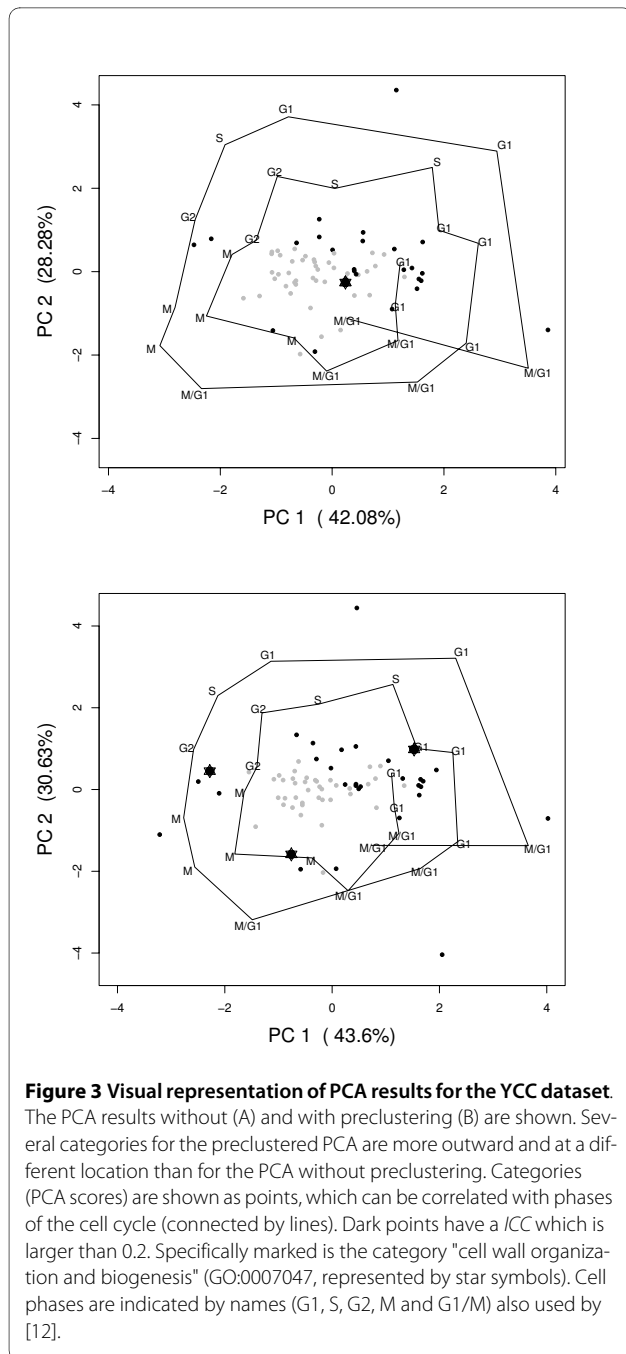 4
G1
S
G1
S
G2
2
G2
G1
G2
M
G1
G1
0
PC 2 (28.28%)
M
M
G1
M
M/G1
M
M/G1
G1
−2
M/G1
M/G1
M/G1
M/G1
−4
−4 −2 0 2 4
PC 1 ( 42.08%)
4
G1
G1
S
S
G2
S
2
G2
G1
G1
G2
G1
0
PC 2 (30.63%)
M
M
G1
M/G1
M/G1
G1
M/G1
M
M
M
M/G1
−2
M/G1
M/G1
−4
−4 −2 0 2 4
PC 1 ( 43.6%)
Figure 3 Visual representation of PCA results for the YCC dataset.
The PCA results without (A) and with preclustering (B) are shown. Sev-
eral categories for the preclustered PCA are more outward and at a dif-
ferent location than for the PCA without preclustering. Categories
(PCA scores) are shown as points, which can be correlated with phases
of the cell cycle (connected by lines). Dark points have a ICC which is
larger than 0.2. Specifically marked is the category "cell wall organiza-
tion and biogenesis" (GO:0007047, represented by star symbols). Cell
phases are indicated by names (G1, S, G2, M and G1/M) also used by
[12].